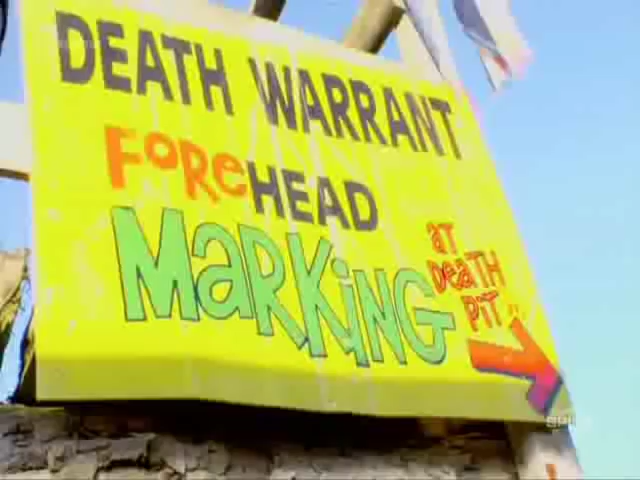 DEATH WARRANT
FOReHEAD
MaRKiNG
at
DeaTH
PiT